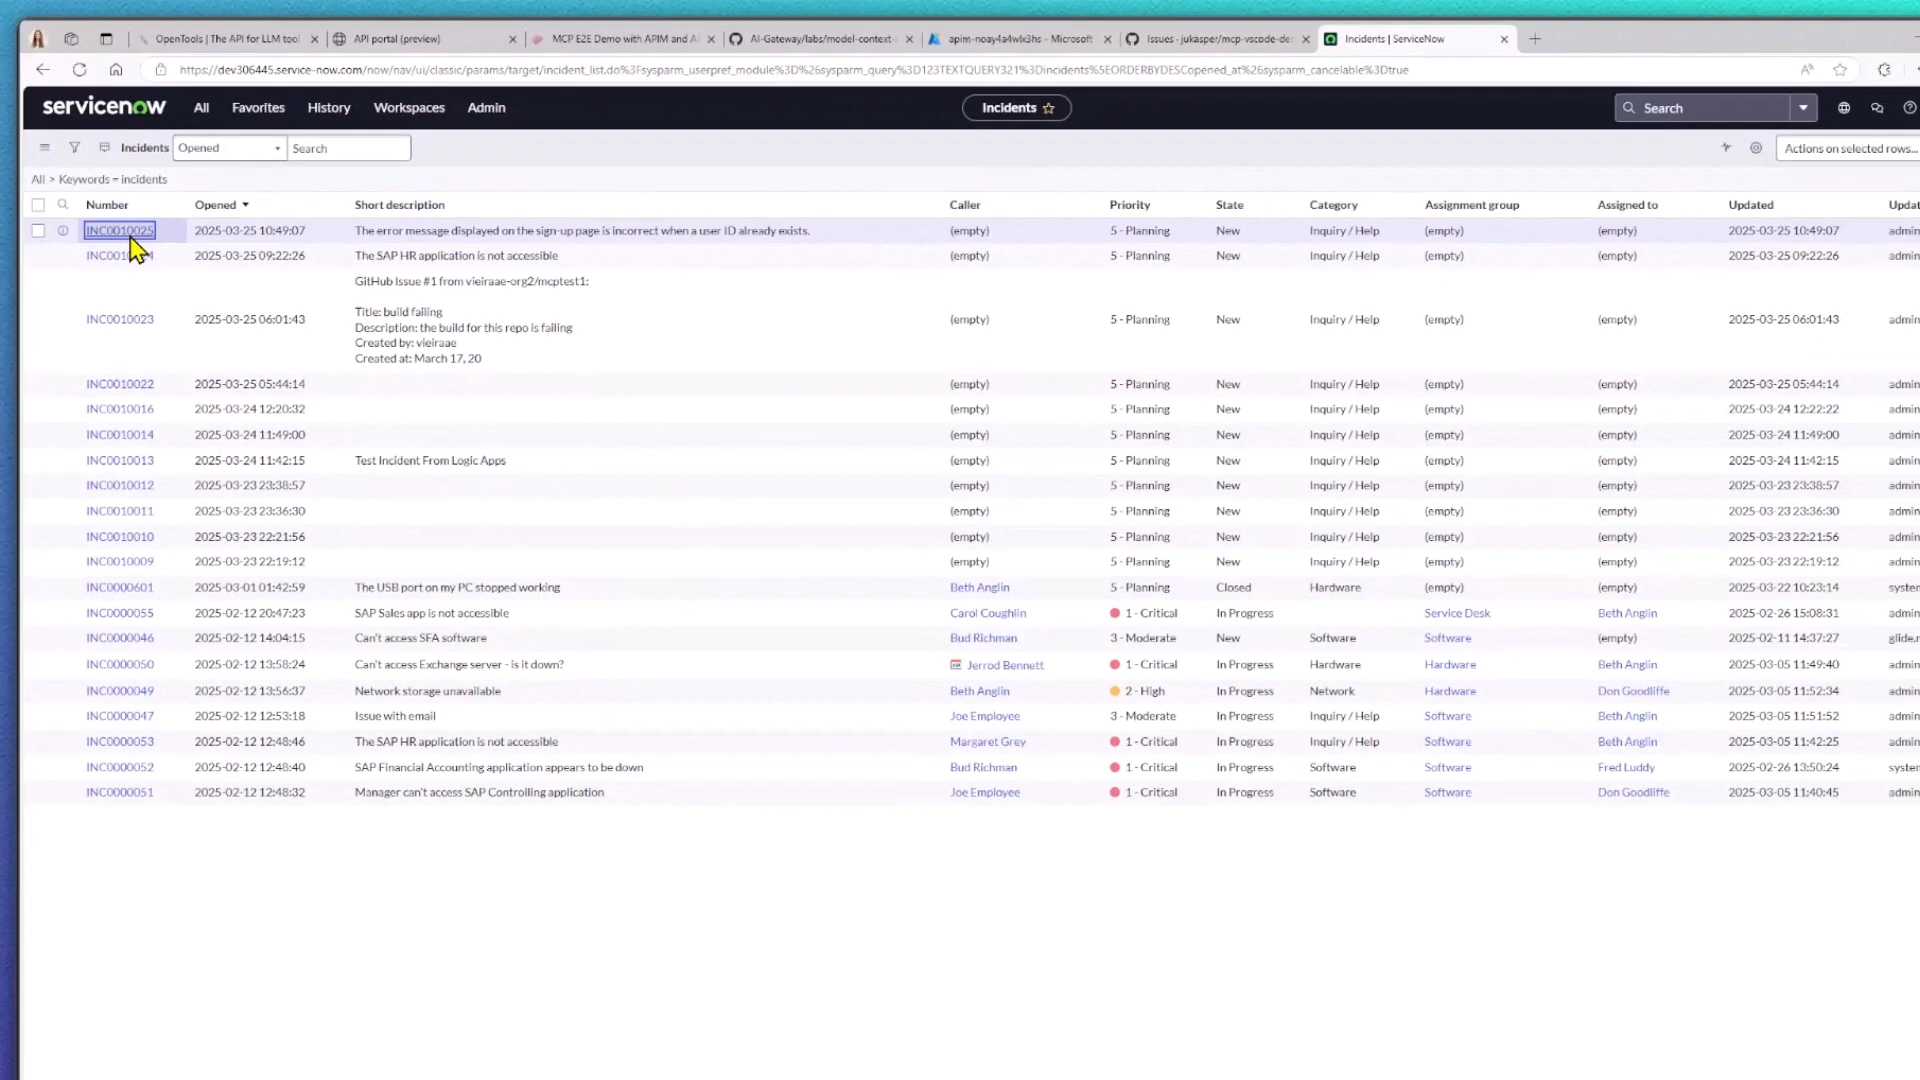 OpenTools | The API for LLM tool
API portal (preview)
MCP E2E Demo with APIM and A
AI-Gateway/labs/model-context-
apim-noay4a4wlx3hs - Microsoft
Issues · jukasper/mcp-vscode-de
Incidents | ServiceNow
https://dev306445.service-now.com/now/nav/ui/classic/params/target/incident_list.do%3Fsysparm_userpref_module%3D%26sysparm_query%3D123TEXTQUERY321%3Dincidents%5EORDERBYDESCopened_at%26sysparm_cancelable%3Dtrue
servicenow All Favorites History Workspaces Admin Incidents Search
Incidents Opened Search Actions on selected rows...
All > Keywords = incidents
Number Opened Short description Caller Priority State Category Assignment group Assigned to Updated Updat
INC0010025 2025-03-25 10:49:07 The error message displayed on the sign-up page is incorrect when a user ID already exists. (empty) 5 - Planning New Inquiry / Help (empty) (empty) 2025-03-25 10:49:07 admin
INC001 4 2025-03-25 09:22:26 The SAP HR application is not accessible (empty) 5 - Planning New Inquiry / Help (empty) (empty) 2025-03-25 09:22:26 admin
GitHub Issue #1 from vieiraae-org2/mcptest1:
Title: build failing
INC0010023 2025-03-25 06:01:43 (empty) 5 - Planning New Inquiry / Help (empty) (empty) 2025-03-25 06:01:43 admin
Description: the build for this repo is failing
Created by: vieiraae
Created at: March 17, 20
INC0010022 2025-03-25 05:44:14 (empty) 5 - Planning New Inquiry / Help (empty) (empty) 2025-03-25 05:44:14 admin
INC0010016 2025-03-24 12:20:32 (empty) 5 - Planning New Inquiry / Help (empty) (empty) 2025-03-24 12:22:22 admin
INC0010014 2025-03-24 11:49:00 (empty) 5 - Planning New Inquiry / Help (empty) (empty) 2025-03-24 11:49:00 admin
INC0010013 2025-03-24 11:42:15 Test Incident From Logic Apps (empty) 5 - Planning New Inquiry / Help (empty) (empty) 2025-03-24 11:42:15 admin
INC0010012 2025-03-23 23:38:57 (empty) 5 - Planning New Inquiry / Help (empty) (empty) 2025-03-23 23:38:57 admin
INC0010011 2025-03-23 23:36:30 (empty) 5 - Planning New Inquiry / Help (empty) (empty) 2025-03-23 23:36:30 admin
INC0010010 2025-03-23 22:21:56 (empty) 5 - Planning New Inquiry / Help (empty) (empty) 2025-03-23 22:21:56 admin
INC0010009 2025-03-23 22:19:12 (empty) 5 - Planning New Inquiry / Help (empty) (empty) 2025-03-23 22:19:12 admin
INC0000601 2025-03-01 01:42:59 The USB port on my PC stopped working Beth Anglin 5 - Planning Closed Hardware (empty) (empty) 2025-03-22 10:23:14 system
INC0000055 2025-02-12 20:47:23 SAP Sales app is not accessible Carol Coughlin 1 - Critical In Progress Service Desk Beth Anglin 2025-02-26 15:08:31 admin
INC0000046 2025-02-12 14:04:15 Can't access SFA software Bud Richman 3 - Moderate New Software Software (empty) 2025-02-11 14:37:27 glide.r
INC0000050 2025-02-12 13:58:24 Can't access Exchange server - is it down? Jerrod Bennett 1 - Critical In Progress Hardware Hardware Beth Anglin 2025-03-05 11:49:40 admin
INC0000049 2025-02-12 13:56:37 Network storage unavailable Beth Anglin 2 - High In Progress Network Hardware Don Goodliffe 2025-03-05 11:52:34 admin
INC0000047 2025-02-12 12:53:18 Issue with email Joe Employee 3 - Moderate In Progress Inquiry / Help Software Beth Anglin 2025-03-05 11:51:52 admin
INC0000053 2025-02-12 12:48:46 The SAP HR application is not accessible Margaret Grey 1 - Critical In Progress Inquiry / Help Software Beth Anglin 2025-03-05 11:42:25 admin
INC0000052 2025-02-12 12:48:40 SAP Financial Accounting application appears to be down Bud Richman 1 - Critical In Progress Software Software Fred Luddy 2025-02-26 13:50:24 system
INC0000051 2025-02-12 12:48:32 Manager can't access SAP Controlling application Joe Employee 1 - Critical In Progress Software Software Don Goodliffe 2025-03-05 11:40:45 admin